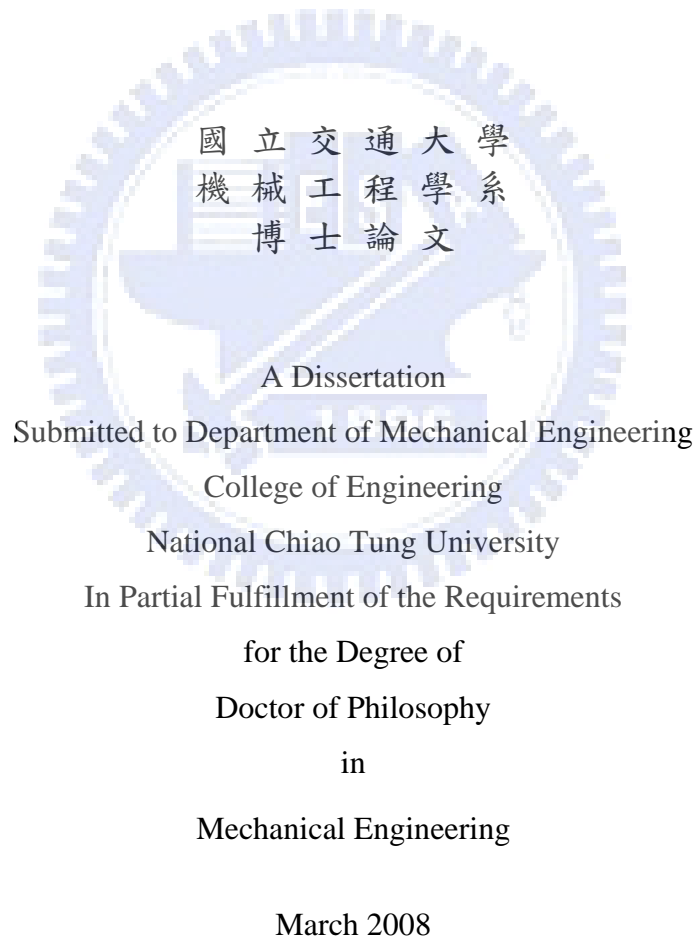 國 立 交 通 大 學
機 械 工 程 學 系
博 士 論 文
A Dissertation
Submitted to Department of Mechanical Engineering
1896
College of Engineering
National Chiao Tung University
In Partial Fulfillment of the Requirements
for the Degree of
Doctor of Philosophy
in
Mechanical Engineering
March 2008